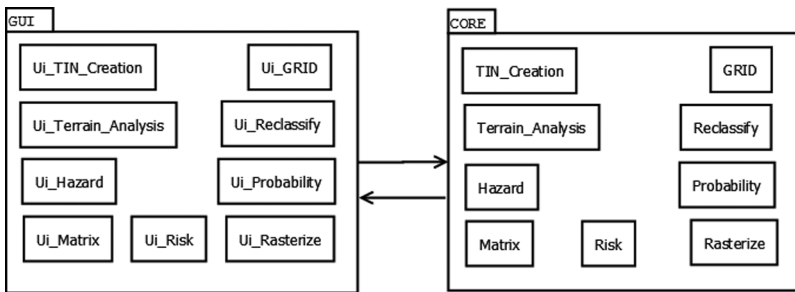 GUI
Ui_TIN_Creation
Ui_GRID
Ui_Terrain_Analysis
Ui_Reclassify
Ui_Hazard
Ui_Probability
Ui_Matrix
Ui_Risk
Ui_Rasterize
CORE
TIN_Creation
GRID
Terrain_Analysis
Reclassify
Hazard
Probability
Matrix
Risk
Rasterize